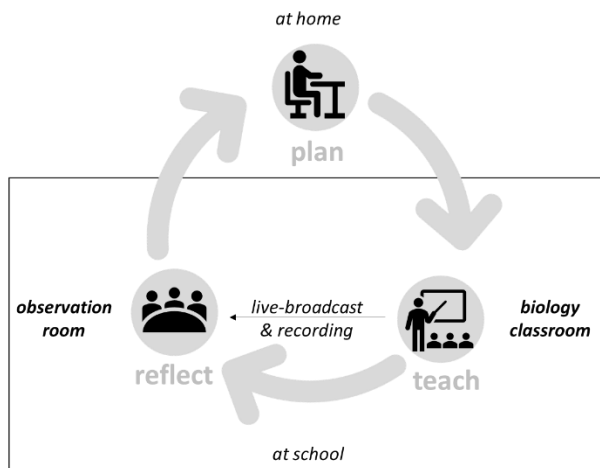 at home
plan
observation
room
live-broadcast
& recording
biology
classroom
reflect
teach
at school